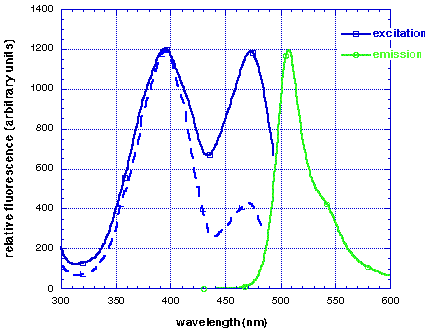 1400
1200
1000
800
600
400
200
0
300 350 400 450 500 550 600
relative fluorescence (arbitrary units)
wavelength(nm)
excitation
emission